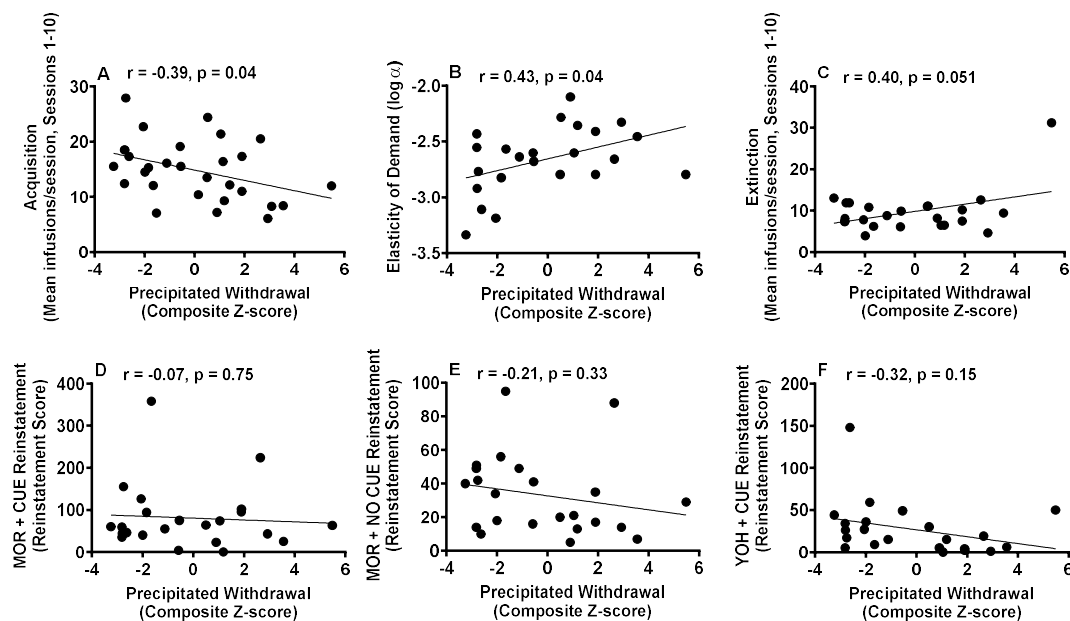 A
r = -0.39, p = 0.04
Acquisition
(Mean infusions/session, Sessions 1-10)
30
20
10
0
-4
-2
0
2
4
6
Precipitated Withdrawal
(Composite Z-score)
B
r = 0.43, p = 0.04
Elasticity of Demand (log α)
-2.0
-2.5
-3.0
-3.5
-4
-2
0
2
4
6
Precipitated Withdrawal
(Composite Z-score)
C
r = 0.40, p = 0.051
Extinction
(Mean infusions/session, Sessions 1-10)
40
30
20
10
0
-4
-2
0
2
4
6
Precipitated Withdrawal
(Composite Z-score)
D
r = -0.07, p = 0.75
MOR + CUE Reinstatement
(Reinstatement Score)
400
300
200
100
0
-4
-2
0
2
4
6
Precipitated Withdrawal
(Composite Z-score)
E
r = -0.21, p = 0.33
MOR + NO CUE Reinstatement
(Reinstatement Score)
100
80
60
40
20
0
-4
-2
0
2
4
6
Precipitated Withdrawal
(Composite Z-score)
F
r = -0.32, p = 0.15
YOH + CUE Reinstatement
(Reinstatement Score)
200
150
100
50
0
-4
-2
0
2
4
6
Precipitated Withdrawal
(Composite Z-score)